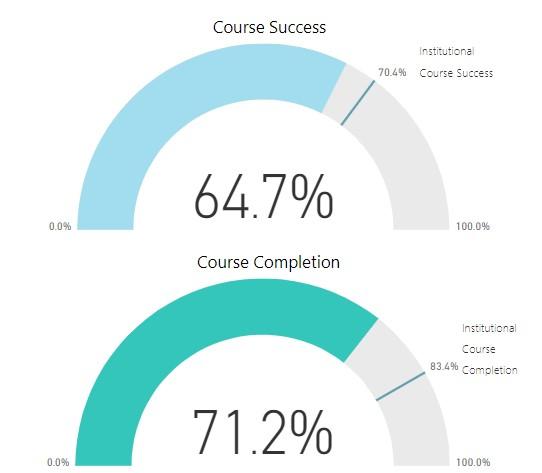 Course Success
Institutional
70.4% Course Success
64.7%
0.0% 100.0%
Course Completion
Institutional
Course
83.4% Completion
71.2%
0.0% 100.0%